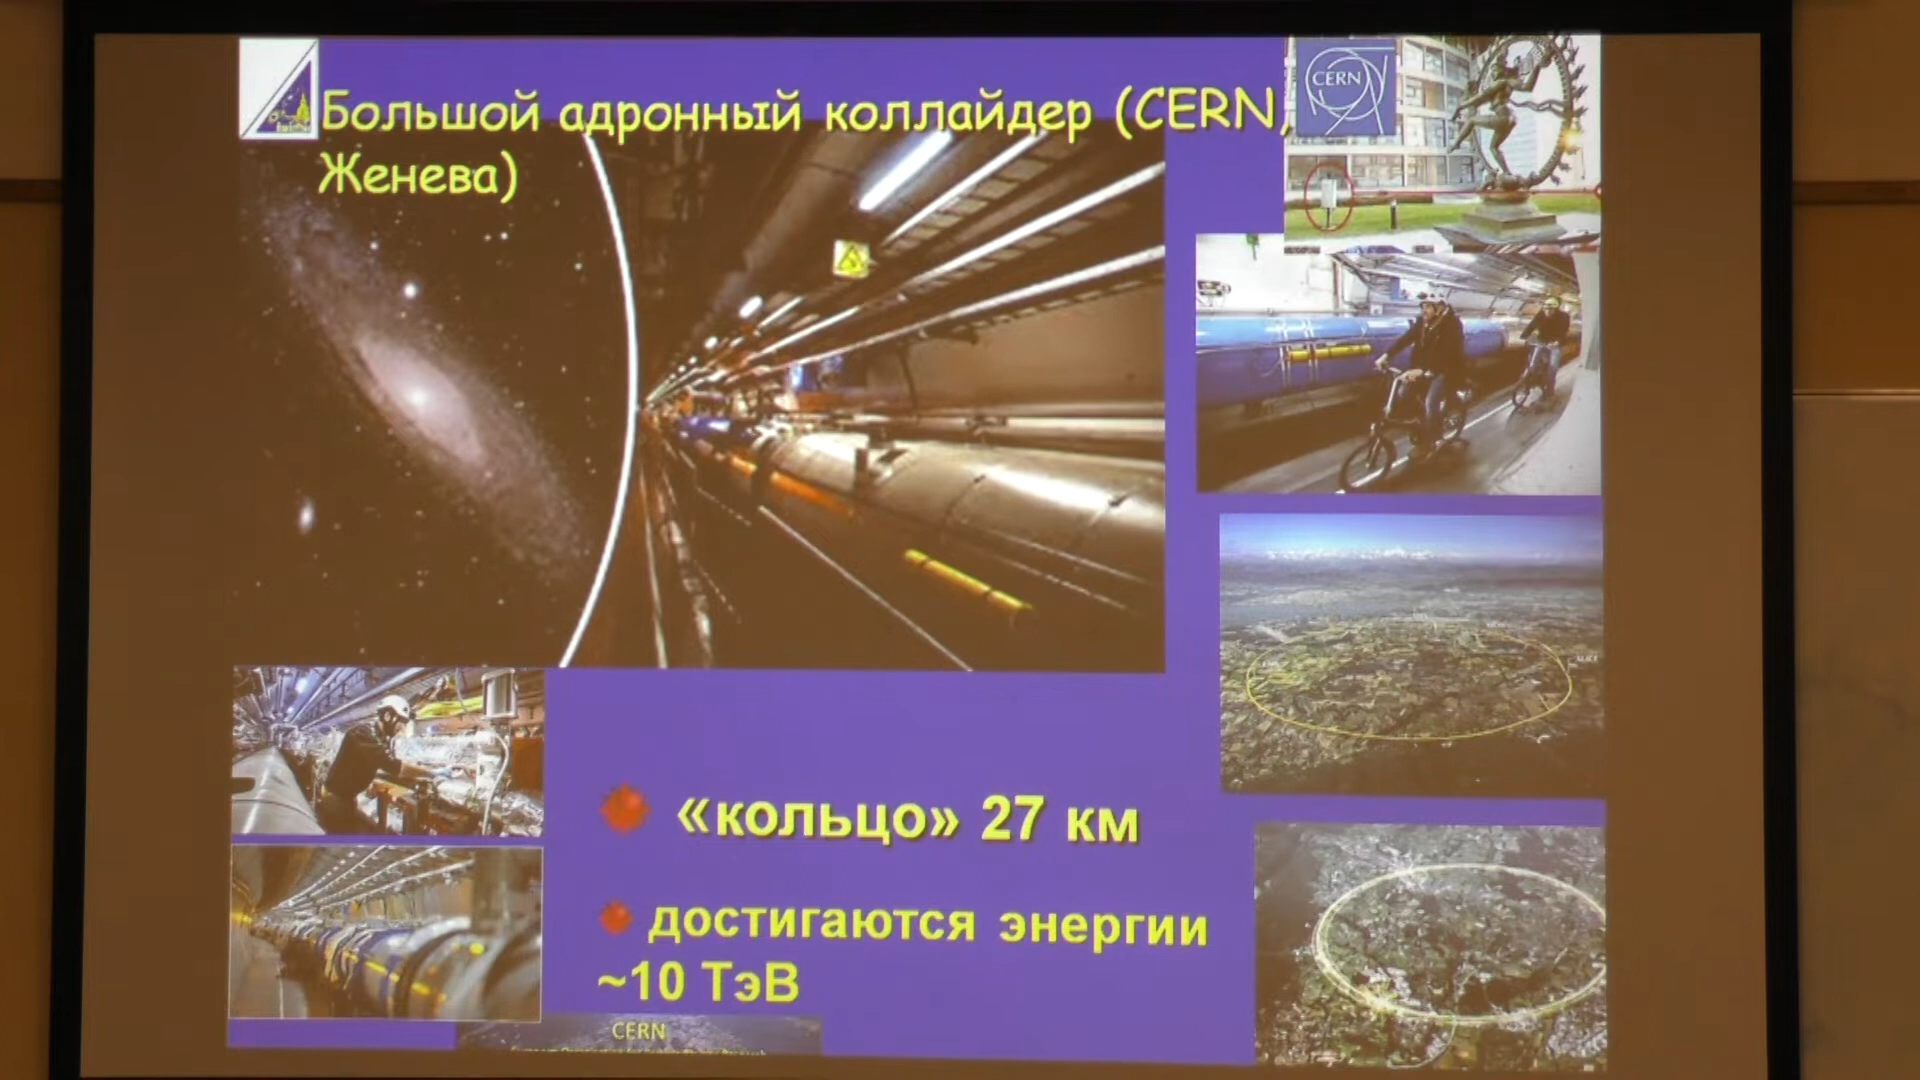 Большой адронный коллайдер (CERN,
Женева)
CERN
«кольцо» 27 км
достигаются энергии
~10 ТэВ
CERN